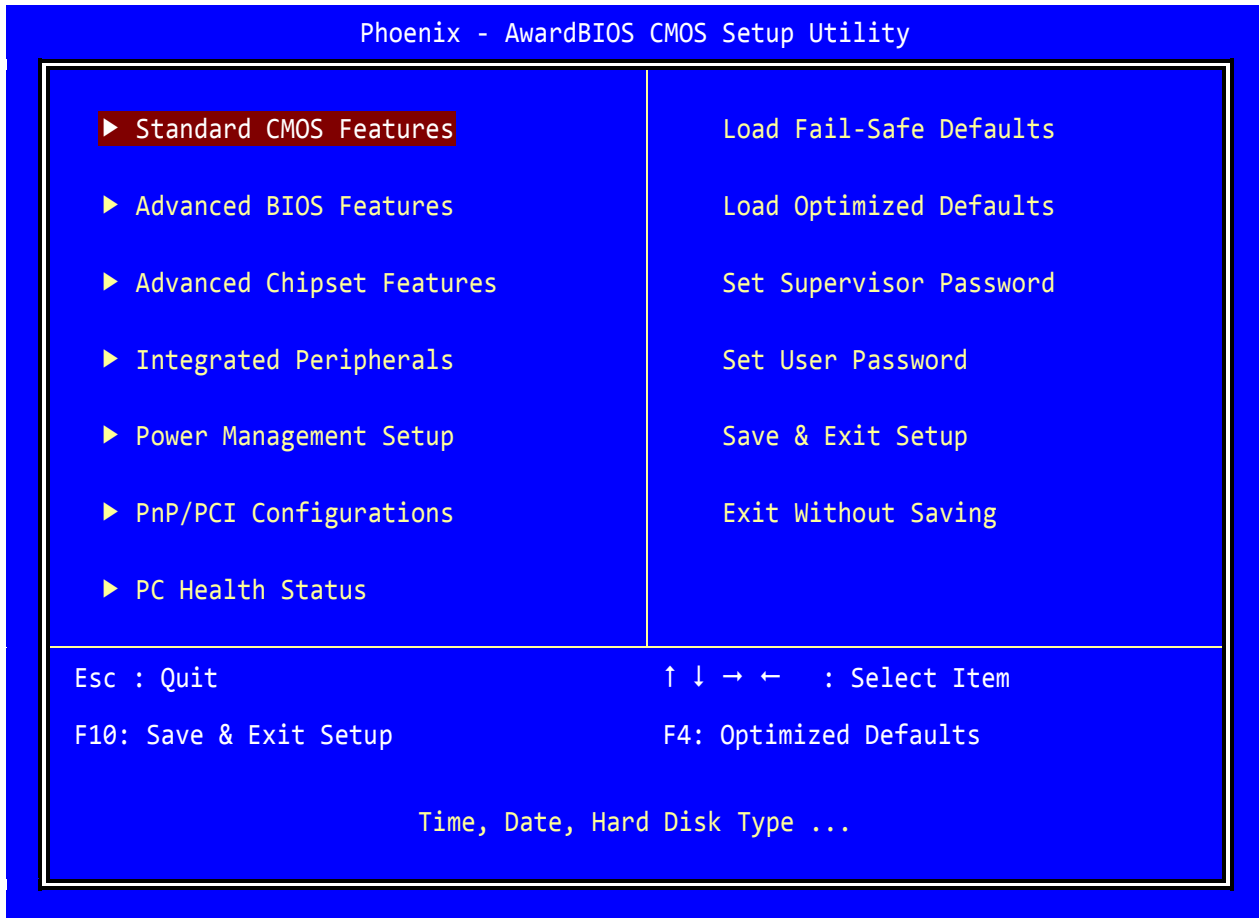 Phoenix - AwardBIOS CMOS Setup Utility
▶ Standard CMOS Features
▶ Advanced BIOS Features
▶ Advanced Chipset Features
▶ Integrated Peripherals
▶ Power Management Setup
▶ PnP/PCI Configurations
▶ PC Health Status
Load Fail-Safe Defaults
Load Optimized Defaults
Set Supervisor Password
Set User Password
Save & Exit Setup
Exit Without Saving
Esc : Quit
↑ ↓ → ← : Select Item
F10: Save & Exit Setup
F4: Optimized Defaults
Time, Date, Hard Disk Type ...